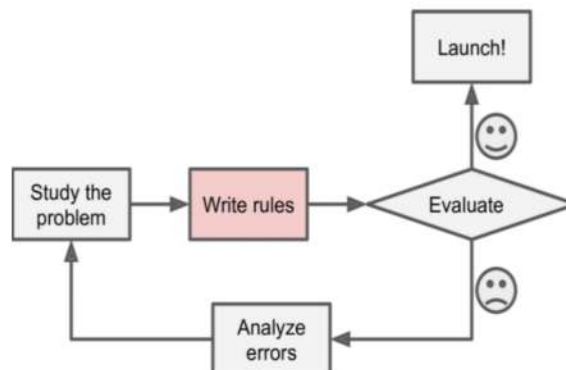 Launch!
Study the
problem
Write rules
Evaluate
Analyze
errors